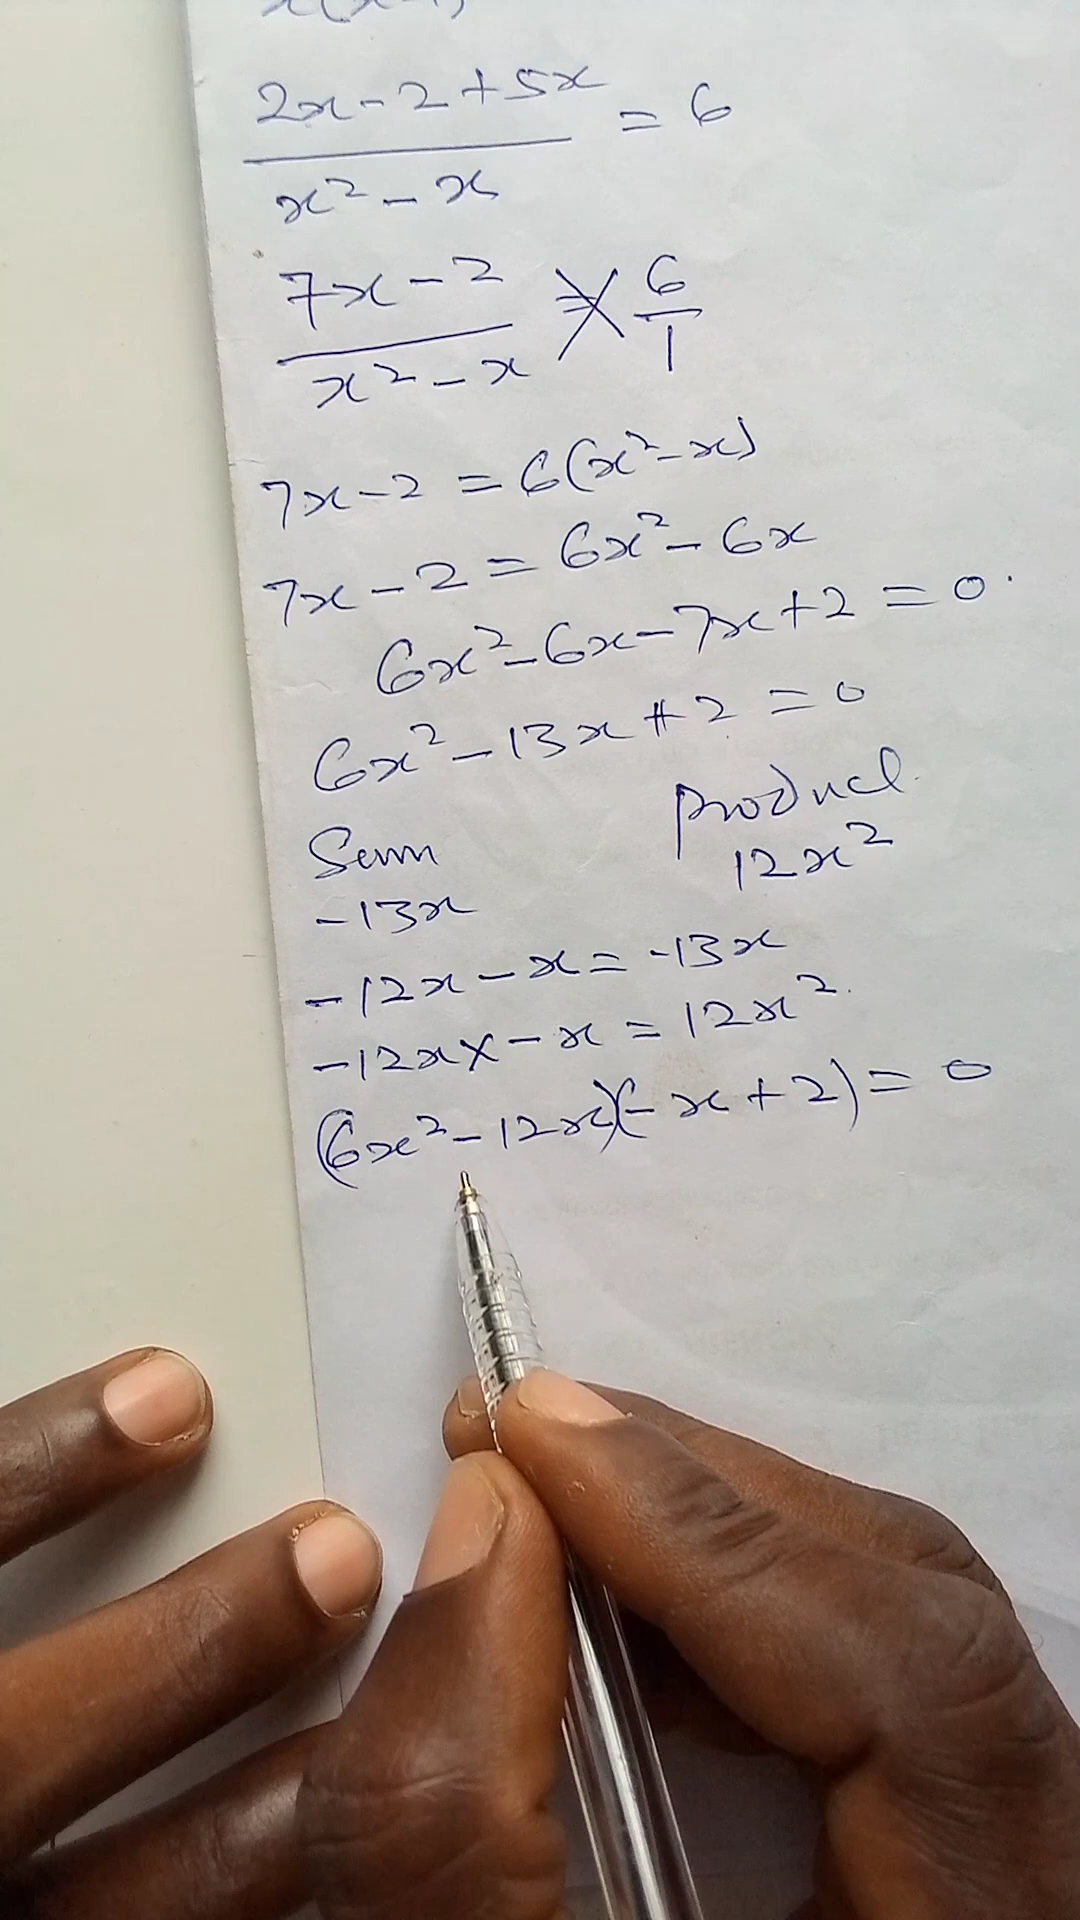 2x - 2 + 5x / x² - x = 6
7x - 2 / x² - x = 6 / 1
7x - 2 = 6(x² - x)
7x - 2 = 6x² - 6x
6x² - 6x - 7x + 2 = 0
6x² - 13x + 2 = 0
Sum product
-13x 12x²
-12x - x = -13x
-12x x - x = 12x²
(6x² - 12x)(-x + 2) = 0